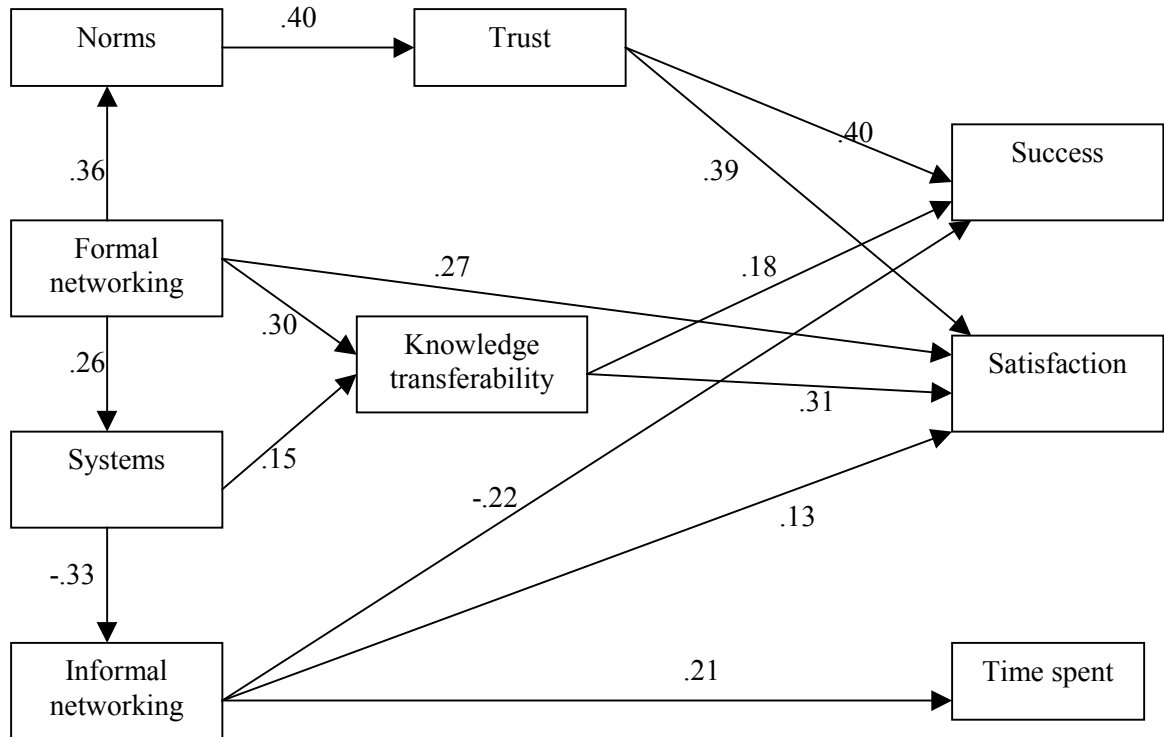 .40
Norms
Trust
.40
Success
.39
.36
Formal
networking
.27
.18
.30
Knowledge
transferability
.26
Satisfaction
.31
Systems
.15
-.22
.13
-.33
Informal
networking
.21
Time spent